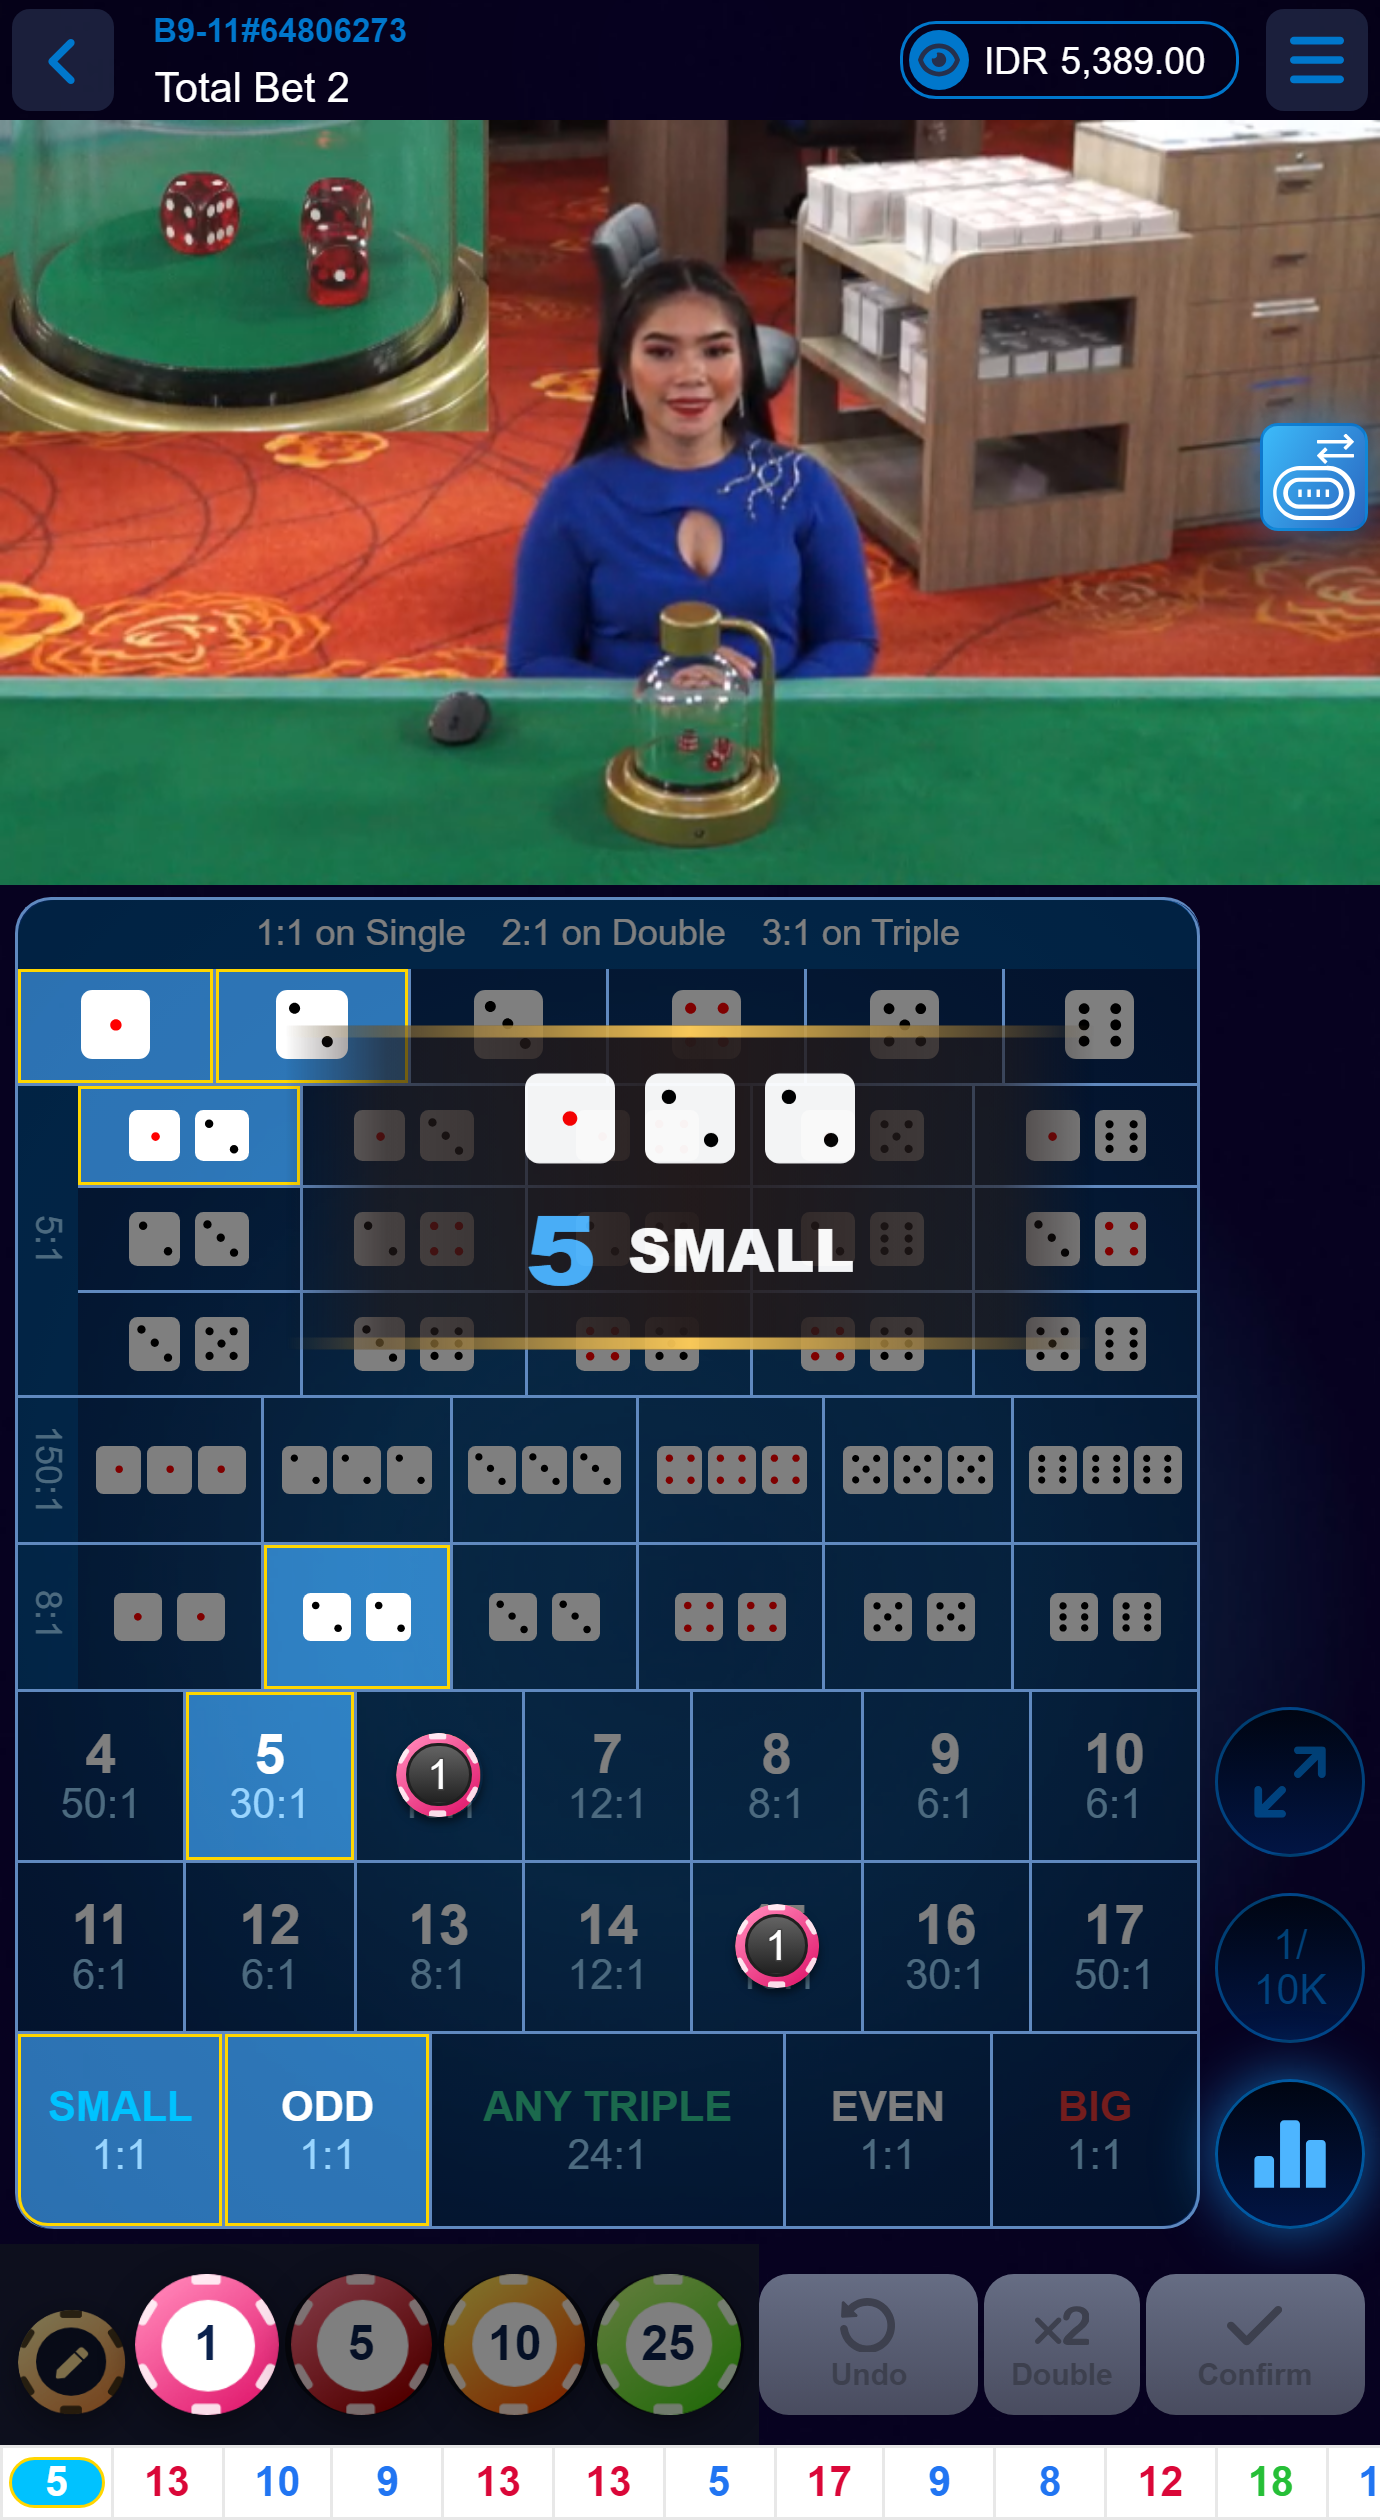 B9-11#64806273
Total Bet 2
IDR 5,389.00
1:1 on Single 2:1 on Double 3:1 on Triple
5:1
5 SMALL
150:1
8:1
4 5 1 7 8 9 10
50:1 30:1 12:1 8:1 6:1 6:1
11 12 13 14 1 16 17
6:1 6:1 8:1 12:1 30:1 50:1
1/
10K
SMALL ODD ANY TRIPLE EVEN BIG
1:1 1:1 24:1 1:1 1:1
1 5 10 25 x2
Undo Double Confirm
5 13 10 9 13 13 5 17 9 8 12 18 1